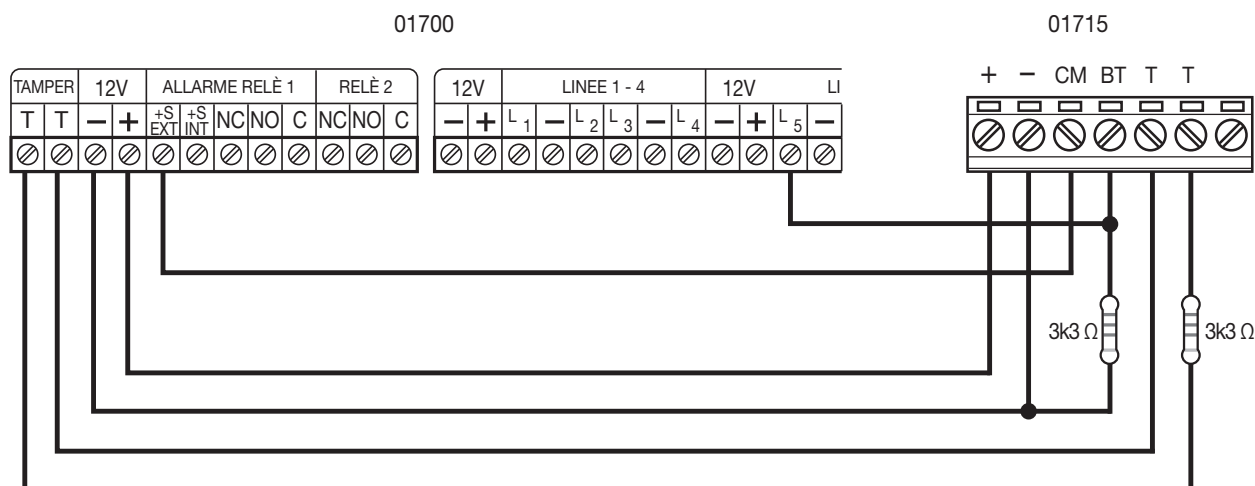 01700 01715
TAMPER 12V ALLARME RELÈ 1 RELÈ 2 12V LINEE 1 - 4 12V LI
+ − CM BT T T
T T − + +S EXT +S INT NC NO C NC NO C − + L1 − L2 L3 − L4 − + L5 −
3k3 Ω 3k3 Ω